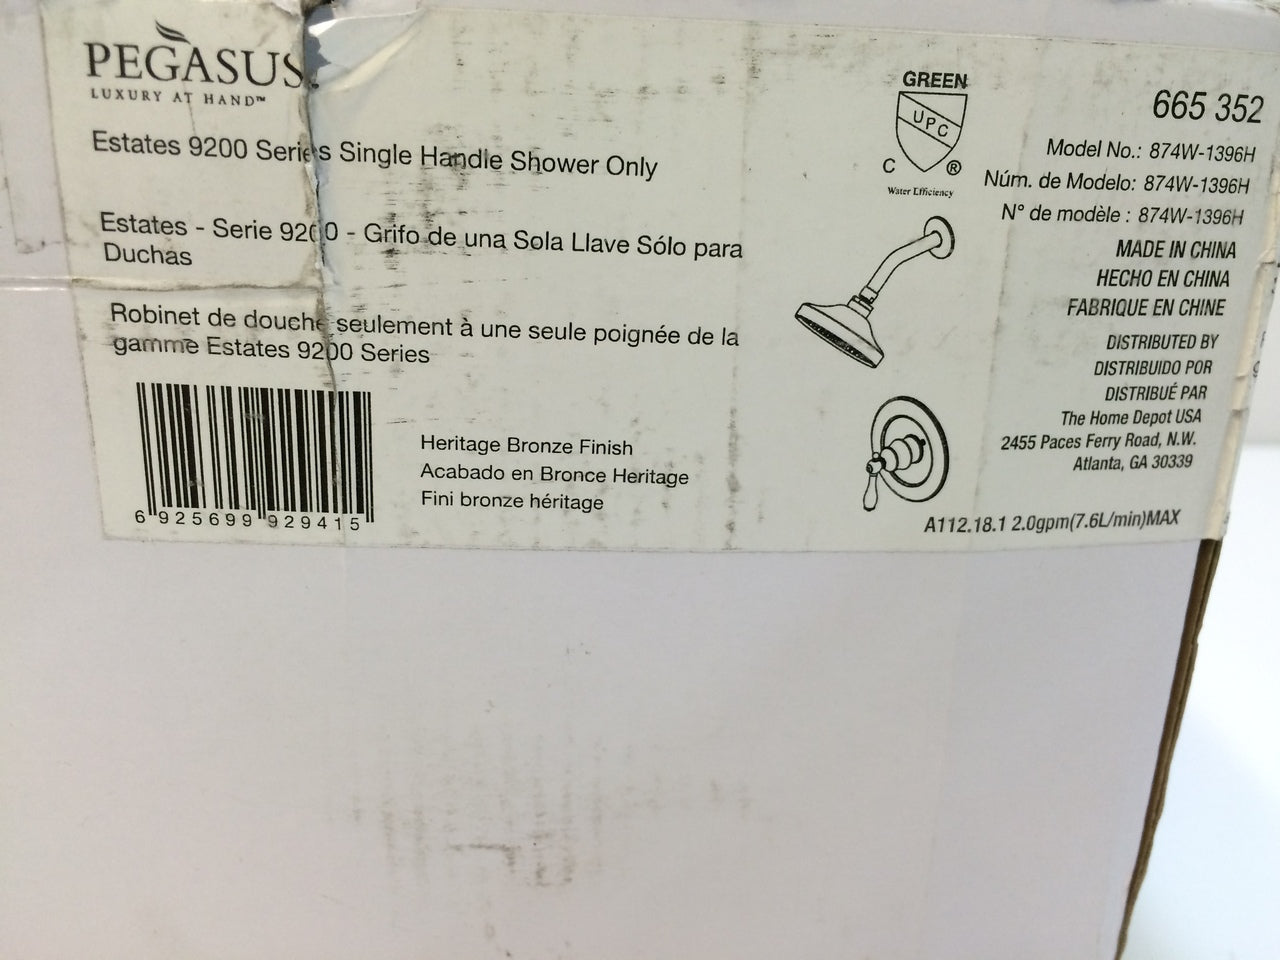 PEGASUS
LUXURY AT HAND™
Estates 9200 Series Single Handle Shower Only
Estates - Serie 9200 - Grifo de una Sola Llave Sólo para
Duchas
Robinet de douche seulement à une seule poignée de la
gamme Estates 9200 Series
6 925699 929415
Heritage Bronze Finish
Acabado en Bronce Heritage
Fini bronze héritage
GREEN
UPC
C ®
Water Efficiency
665 352
Model No.: 874W-1396H
Núm. de Modelo: 874W-1396H
N° de modèle : 874W-1396H
MADE IN CHINA
HECHO EN CHINA
FABRIQUE EN CHINE
DISTRIBUTED BY
DISTRIBUIDO POR
DISTRIBUÉ PAR
The Home Depot USA
2455 Paces Ferry Road, N.W.
Atlanta, GA 30339
A112.18.1 2.0gpm(7.6L/min)MAX